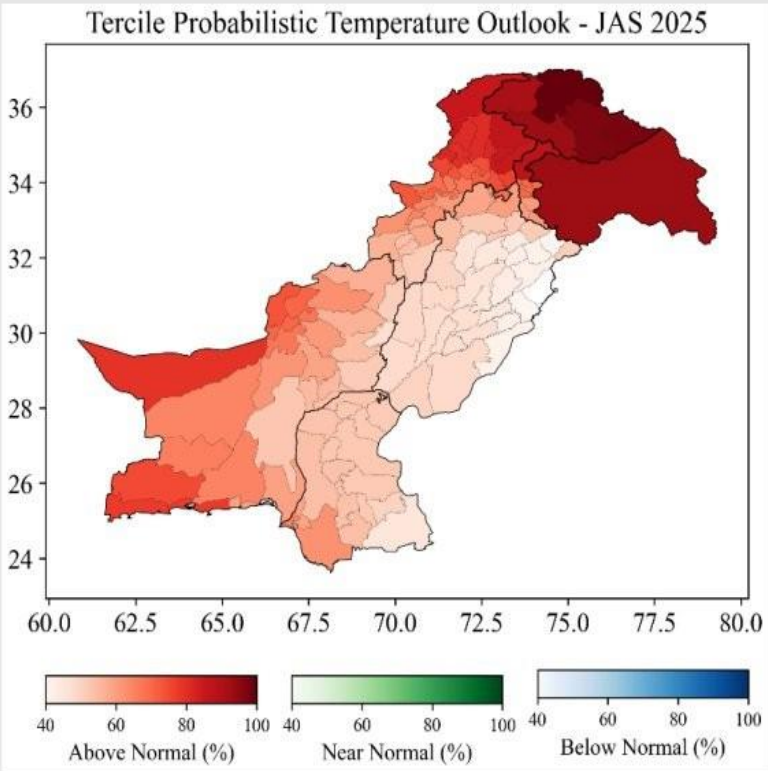 Tercile Probabilistic Temperature Outlook - JAS 2025
36
34
32
30
28
26
24
60.0 62.5 65.0 67.5 70.0 72.5 75.0 77.5 80.0
40 60 80 100
Above Normal (%)
40 60 80 100
Near Normal (%)
40 60 80 100
Below Normal (%)